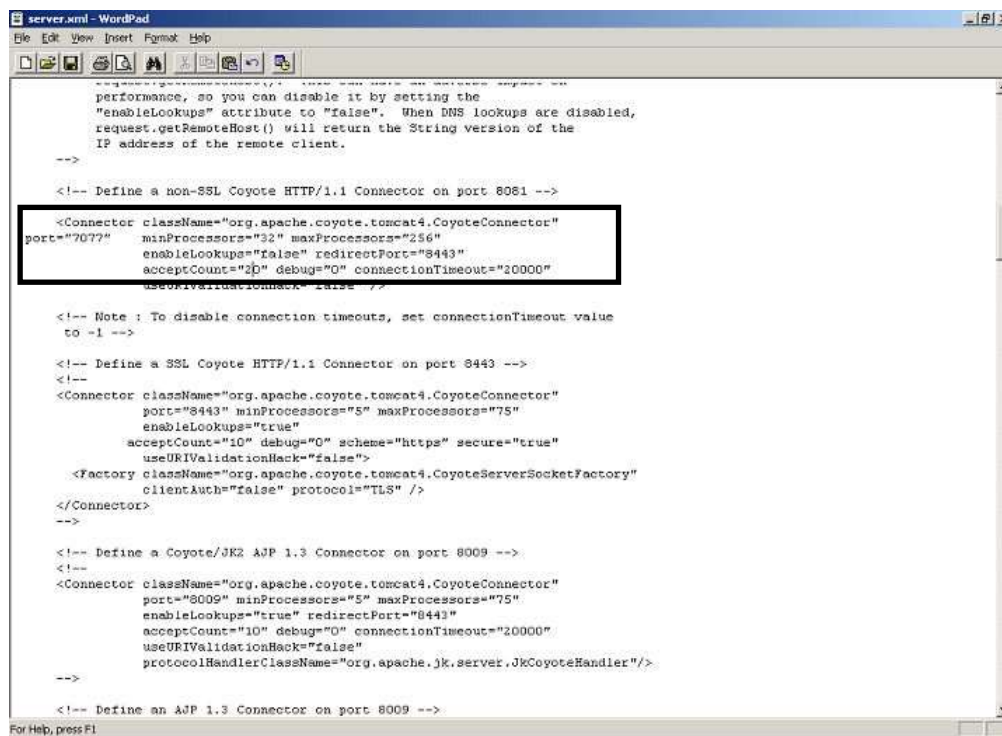 server.xml - WordPad
File Edit View Insert Format Help
performance, so you can disable it by setting the
"enableLookups" attribute to "false".  When DNS lookups are disabled,
request.getRemoteHost() will return the String version of the
IP address of the remote client.
-->
<!-- Define a non-SSL Coyote HTTP/1.1 Connector on port 8081 -->
<Connector className="org.apache.coyote.tomcat4.CoyoteConnector"
port="7077"    minProcessors="32" maxProcessors="256"
enableLookups="false" redirectPort="8443"
acceptCount="20" debug="0" connectionTimeout="20000"
useURIValidationHack="false" />
<!-- Note : To disable connection timeouts, set connectionTimeout value
to -1 -->
<!-- Define a SSL Coyote HTTP/1.1 Connector on port 8443 -->
<!--
<Connector className="org.apache.coyote.tomcat4.CoyoteConnector"
port="8443" minProcessors="5" maxProcessors="75"
enableLookups="true"
acceptCount="10" debug="0" scheme="https" secure="true"
useURIValidationHack="false">
<Factory className="org.apache.coyote.tomcat4.CoyoteServerSocketFactory"
clientAuth="false" protocol="TLS" />
</Connector>
-->
<!-- Define a Coyote/JK2 AJP 1.3 Connector on port 8009 -->
<!--
<Connector className="org.apache.coyote.tomcat4.CoyoteConnector"
port="8009" minProcessors="5" maxProcessors="75"
enableLookups="true" redirectPort="8443"
acceptCount="10" debug="0" connectionTimeout="20000"
useURIValidationHack="false"
protocolHandlerClassName="org.apache.jk.server.JkCoyoteHandler"/>
-->
<!-- Define an AJP 1.3 Connector on port 8009 -->
For Help, press F1